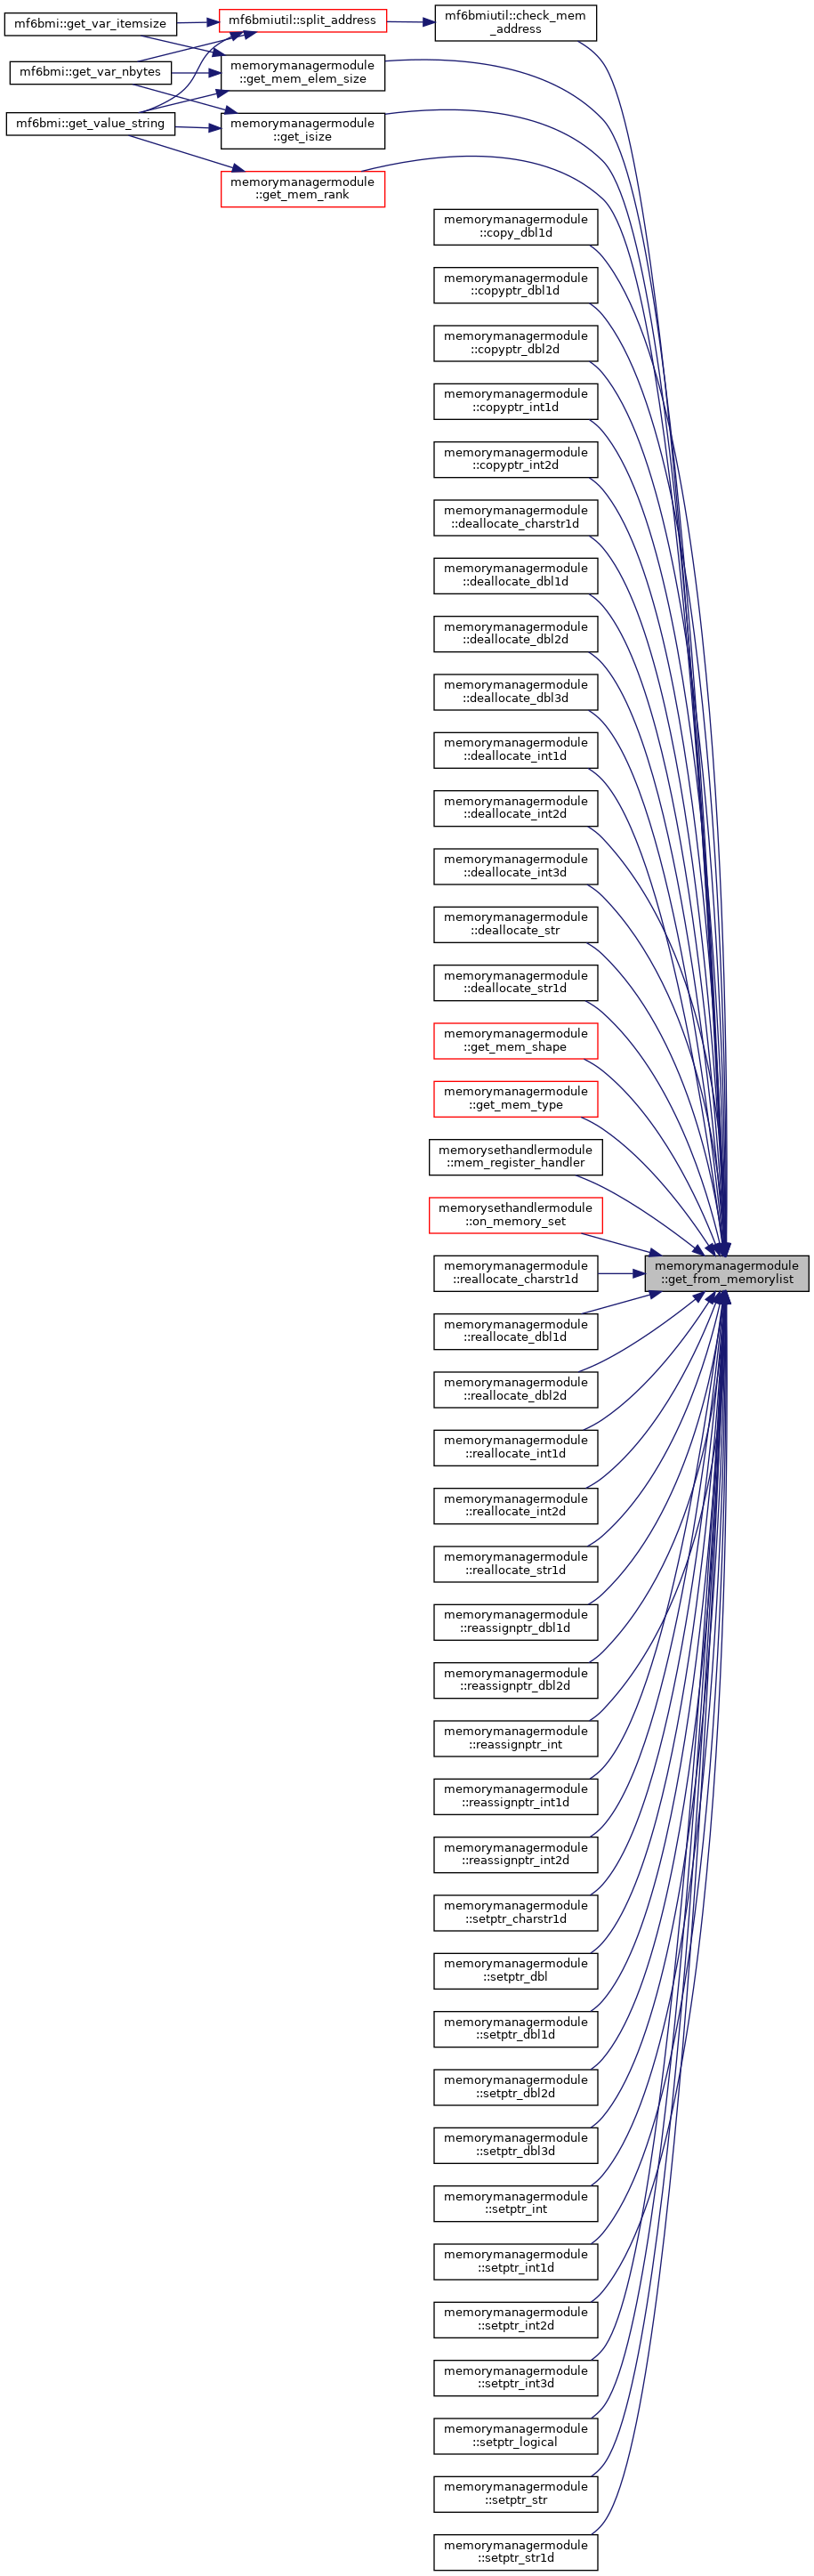 mf6bmi::get_var_itemsize
mf6bmiutil::split_address
mf6bmiutil::check_mem
_address
mf6bmi::get_var_nbytes
memorymanagermodule
::get_mem_elem_size
mf6bmi::get_value_string
memorymanagermodule
::get_isize
memorymanagermodule
::get_mem_rank
memorymanagermodule
::copy_dbl1d
memorymanagermodule
::copyptr_dbl1d
memorymanagermodule
::copyptr_dbl2d
memorymanagermodule
::copyptr_int1d
memorymanagermodule
::copyptr_int2d
memorymanagermodule
::deallocate_charstr1d
memorymanagermodule
::deallocate_dbl1d
memorymanagermodule
::deallocate_dbl2d
memorymanagermodule
::deallocate_dbl3d
memorymanagermodule
::deallocate_int1d
memorymanagermodule
::deallocate_int2d
memorymanagermodule
::deallocate_int3d
memorymanagermodule
::deallocate_str
memorymanagermodule
::deallocate_str1d
memorymanagermodule
::get_mem_shape
memorymanagermodule
::get_mem_type
memorysethandlermodule
::mem_register_handler
memorysethandlermodule
::on_memory_set
memorymanagermodule
::get_from_memorylist
memorymanagermodule
::reallocate_charstr1d
memorymanagermodule
::reallocate_dbl1d
memorymanagermodule
::reallocate_dbl2d
memorymanagermodule
::reallocate_int1d
memorymanagermodule
::reallocate_int2d
memorymanagermodule
::reallocate_str1d
memorymanagermodule
::reassignptr_dbl1d
memorymanagermodule
::reassignptr_dbl2d
memorymanagermodule
::reassignptr_int
memorymanagermodule
::reassignptr_int1d
memorymanagermodule
::reassignptr_int2d
memorymanagermodule
::setptr_charstr1d
memorymanagermodule
::setptr_dbl
memorymanagermodule
::setptr_dbl1d
memorymanagermodule
::setptr_dbl2d
memorymanagermodule
::setptr_dbl3d
memorymanagermodule
::setptr_int
memorymanagermodule
::setptr_int1d
memorymanagermodule
::setptr_int2d
memorymanagermodule
::setptr_int3d
memorymanagermodule
::setptr_logical
memorymanagermodule
::setptr_str
memorymanagermodule
::setptr_str1d